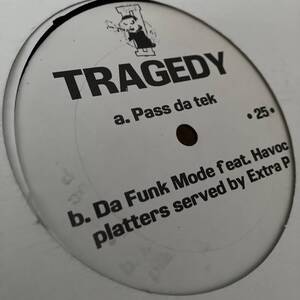 TRAGEDY
a. Pass da tek
• 25 •
b. Da Funk Mode feat. Havoc
platters served by Extra P